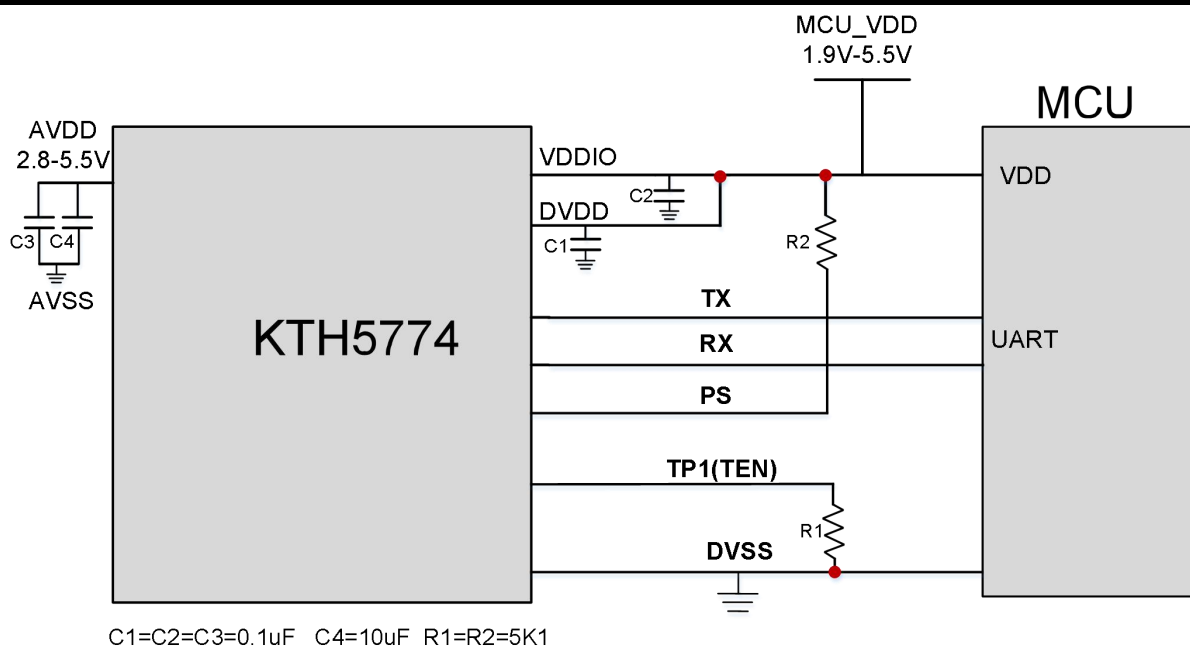 MCU_VDD
1.9V-5.5V
MCU
AVDD
2.8-5.5V
VDDIO
VDD
C2
DVDD
C3
C4
C1
R2
AVSS
TX
KTH5774
RX
UART
PS
TP1(TEN)
R1
DVSS
C1=C2=C3=0.1uF C4=10uF R1=R2=5K1